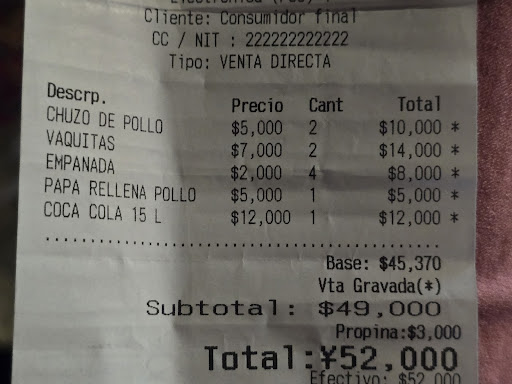 Cliente: Consumidor final
CC / NIT : 222222222222
Tipo: VENTA DIRECTA
Descrp. Precio Cant Total
CHUZO DE POLLO $5,000 2 $10,000 *
VAQUITAS $7,000 2 $14,000 *
EMPANADA $2,000 4 $8,000 *
PAPA RELLENA POLLO $5,000 1 $5,000 *
COCA COLA 15 L $12,000 1 $12,000 *
Base: $45,370
Vta Gravada(*)
Subtotal: $49,000
Propina:$3,000
Total:¥52,000
Efectivo: $52,000